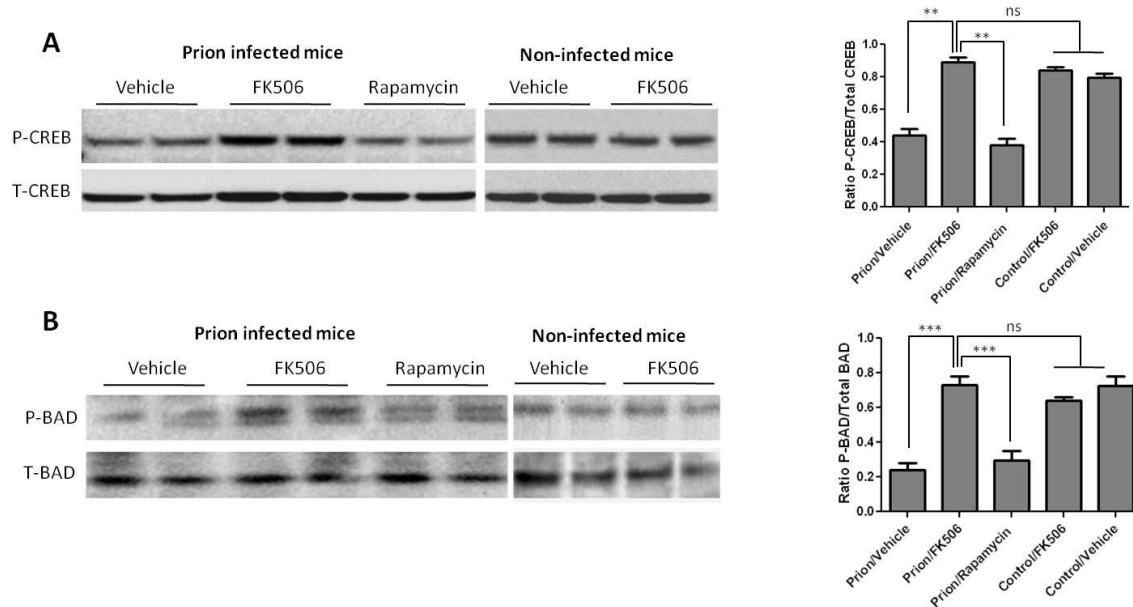 A
Prion infected mice
Non-infected mice
Vehicle FK506 Rapamycin Vehicle FK506
P-CREB
T-CREB
** ns
**
Ratio P-CREB/Total CREB
1.0
0.8
0.6
0.4
0.2
0.0
Prion/Vehicle
Prion/FK506
Prion/Rapamycin
Control/FK506
Control/Vehicle
B
Prion infected mice
Non-infected mice
Vehicle FK506 Rapamycin Vehicle FK506
P-BAD
T-BAD
*** ns
***
Ratio P-BAD/Total BAD
1.0
0.8
0.6
0.4
0.2
0.0
Prion/Vehicle
Prion/FK506
Prion/Rapamycin
Control/FK506
Control/Vehicle